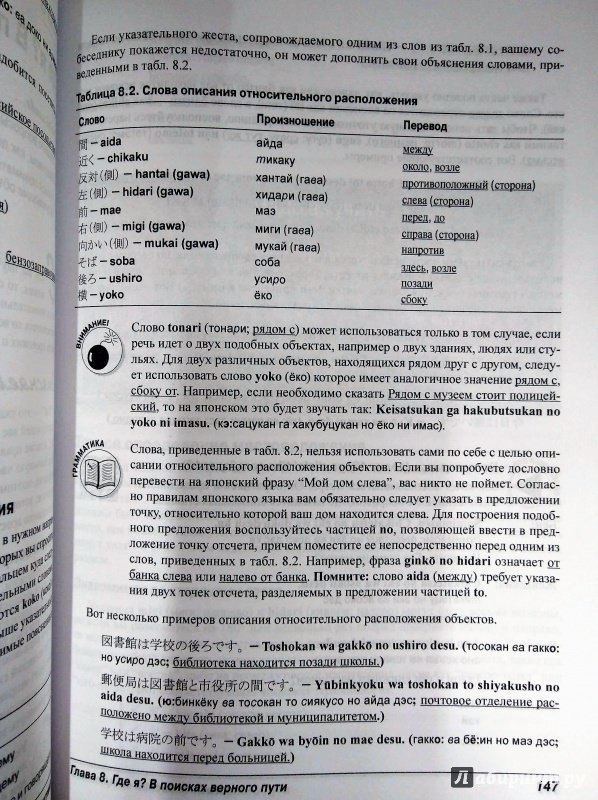 Если указательного жеста, сопровождаемого одним из слов из табл. 8.1, вашему со-
беседнику покажется недостаточно, он может дополнить свои объяснения словами, при-
веденными в табл. 8.2.
Таблица 8.2. Слова описания относительного расположения
Слово Произношение Перевод
間 – aida айда между
近く – chikaku тикаку около, возле
反対(側) – hantai (gawa) хантай (гава) противоположный (сторона)
左(側) – hidari (gawa) хидари (гава) слева (сторона)
前 – mae маэ перед, до
右(側) – migi (gawa) миги (гава) справа (сторона)
向かい(側) – mukai (gawa) мукай (гава) напротив
そば – soba соба здесь, возле
後ろ – ushiro усиро позади
横 – yoko ёко сбоку
ВНИМАНИЕ!
Слово tonari (тонари; рядом с) может использоваться только в том случае, если
речь идет о двух подобных объектах, например о двух зданиях, людях или сту-
льях. Для двух различных объектов, находящихся рядом друг с другом, следу-
ет использовать слово yoko (ёко) которое имеет аналогичное значение рядом с,
сбоку от. Например, если необходимо сказать Рядом с музеем стоит полицей-
ский, то на японском это будет звучать так: Keisatsukan ga hakubutsukan no
yoko ni imasu. (кэ:сацукан га хакубуцукан но ёко ни имас).
ГРАММАТИКА
Слова, приведенные в табл. 8.2, нельзя использовать сами по себе с целью опи-
сании относительного расположения объектов. Если вы попробуете дословно
перевести на японский фразу “Мой дом слева”, вас никто не поймет. Соглас-
но правилам японского языка вам обязательно следует указать в предложении
точку, относительно которой ваш дом находится слева. Для построения подоб-
ного предложения воспользуйтесь частицей no, позволяющей ввести в пред-
ложение точку отсчета, причем поместите ее непосредственно перед одним из
слов, приведенных в табл. 8.2. Например, фраза ginkō no hidari означает от
банка слева или налево от банка. Помните: слово aida (между) требует указа-
ния двух точек отсчета, разделяемых в предложении частицей to.
Вот несколько примеров описания относительного расположения объектов.
図書館は学校の後ろです。– Toshokan wa gakkō no ushiro desu. (тосокан ва гакко:
но усиро дэс; библиотека находится позади школы.)
郵便局は図書館と市役所の間です。– Yūbinkyoku wa toshokan to shiyakusho no
aida desu. (ю:бинкёку ва тосокан то сиякусо но айда дэс; почтовое отделение рас-
положено между библиотекой и муниципалитетом.)
学校は病院の前です。– Gakkō wa byōin no mae desu. (гакко: ва бё:ин но маэ дэс;
школа находится перед больницей.)
Глава 8. Где я? В поисках верного пути 147
Лабиринт.ру